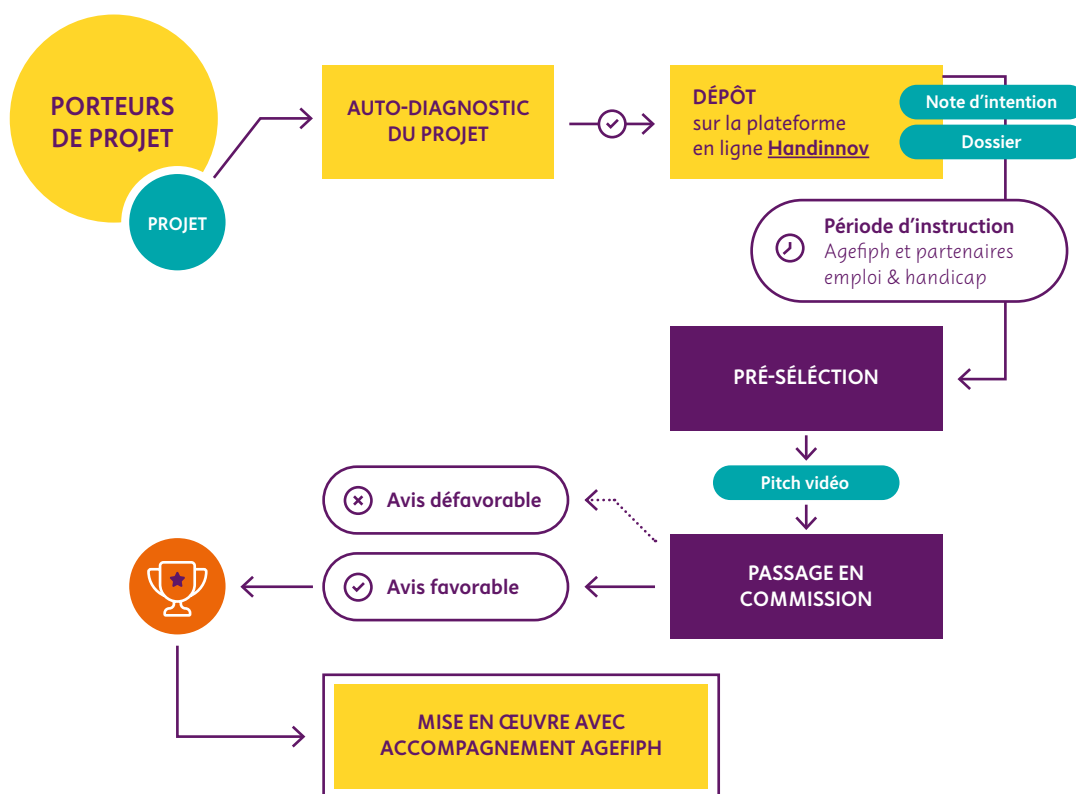 PORTEURS
DE PROJET
PROJET
AUTO-DIAGNOSTIC
DU PROJET
DÉPÔT
sur la plateforme
en ligne Handinnov
Note d'intention
Dossier
Période d'instruction
Agefiph et partenaires
emploi & handicap
PRÉ-SÉLÉCTION
Pitch vidéo
PASSAGE EN
COMMISSION
Avis défavorable
Avis favorable
MISE EN ŒUVRE AVEC
ACCOMPAGNEMENT AGEFIPH